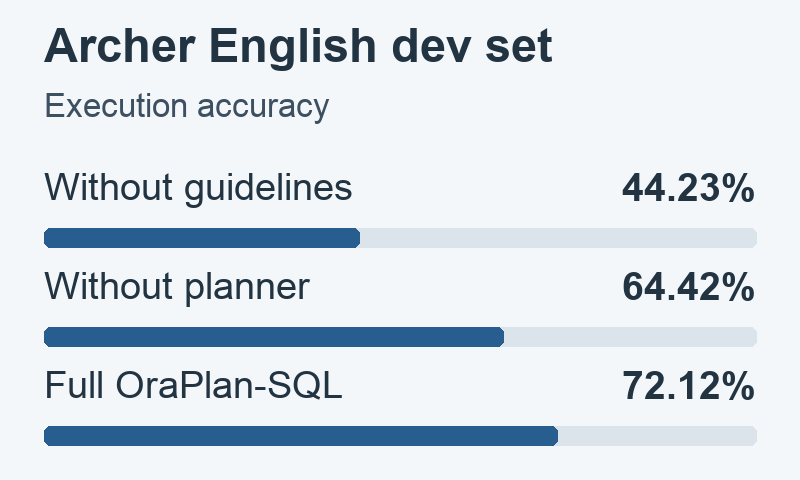 Archer English dev set
Execution accuracy
Without guidelines 44.23%
Without planner 64.42%
Full OraPlan-SQL 72.12%